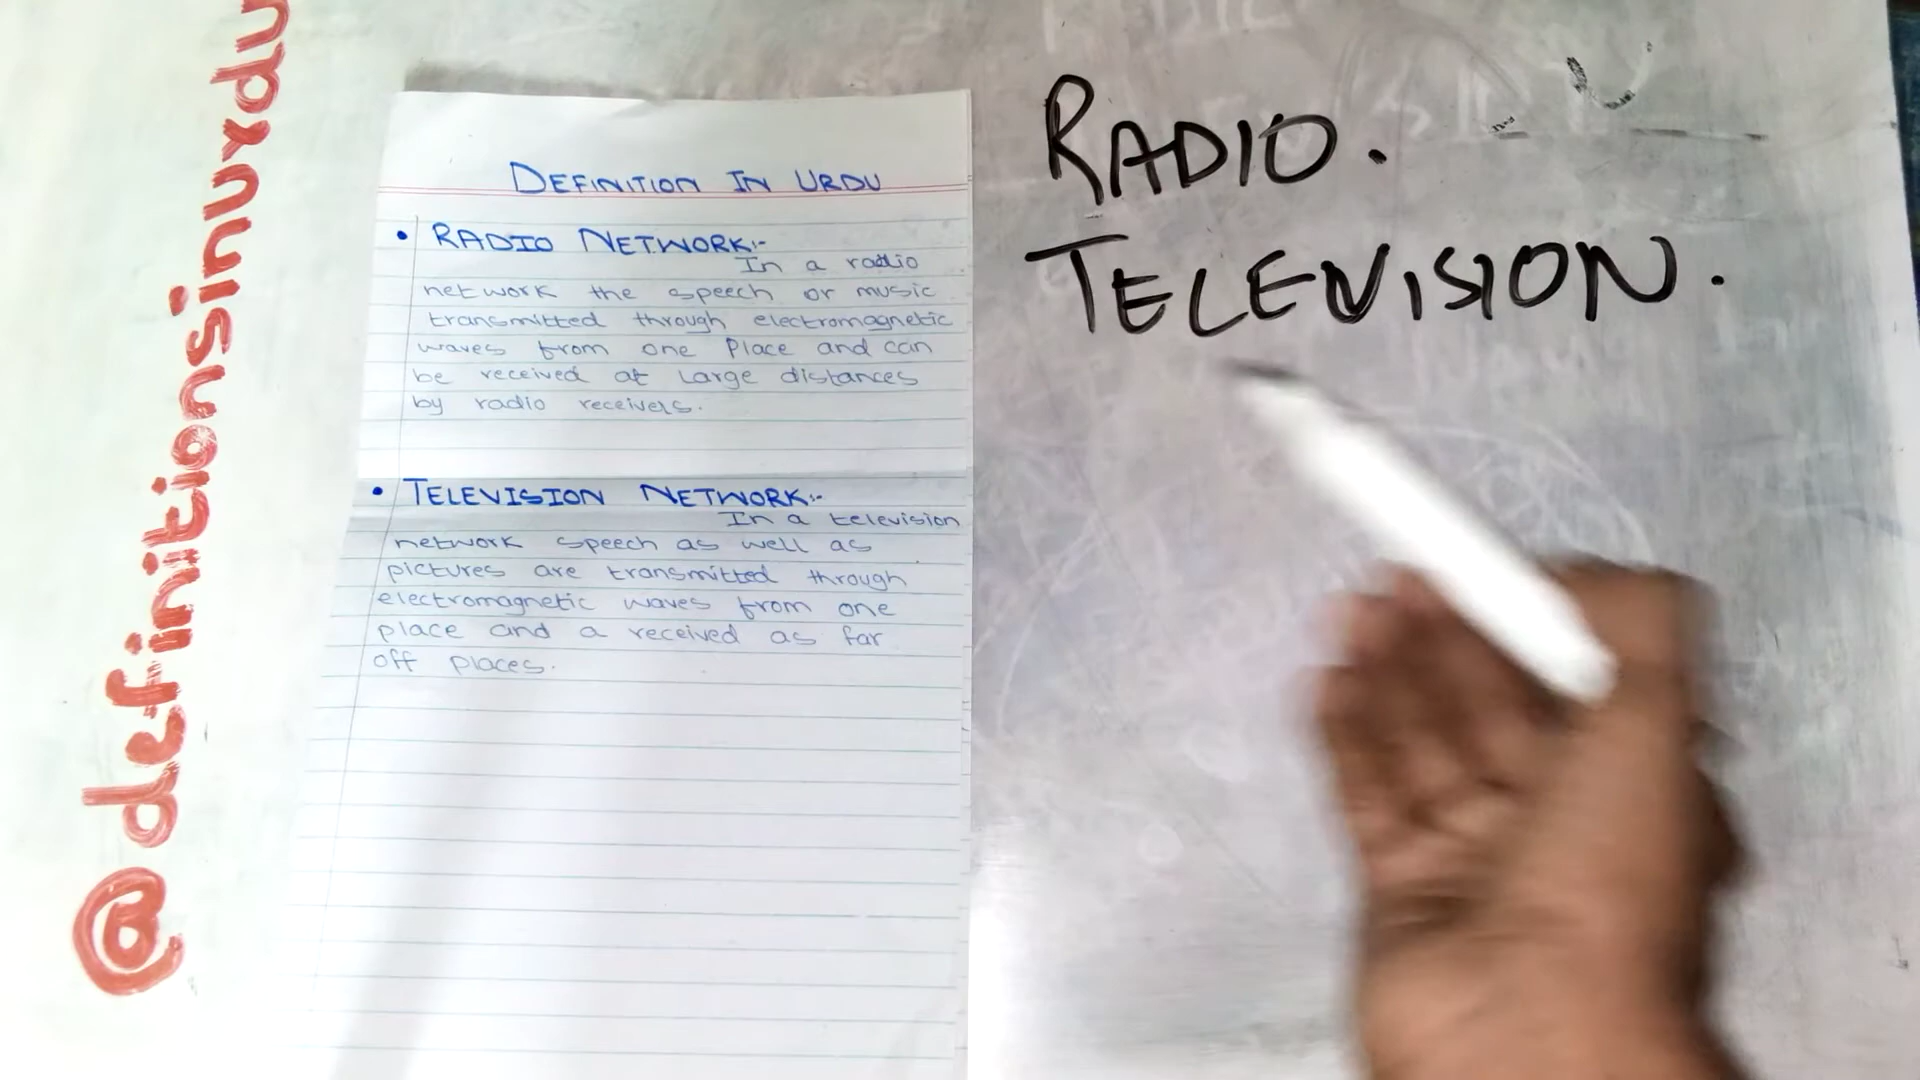 @definitionsinurdu
DEFINITION IN URDU
• RADIO NETWORK:-
In a radio
network the speech or music
transmitted through electromagnetic
waves from one Place and can
be received at Large distances
by radio receivers.
• TELEVISION NETWORK:-
In a television
network speech as well as
pictures are transmitted through
electromagnetic waves from one
place and a received as far
off places.
RADIO.
TELEVISION.